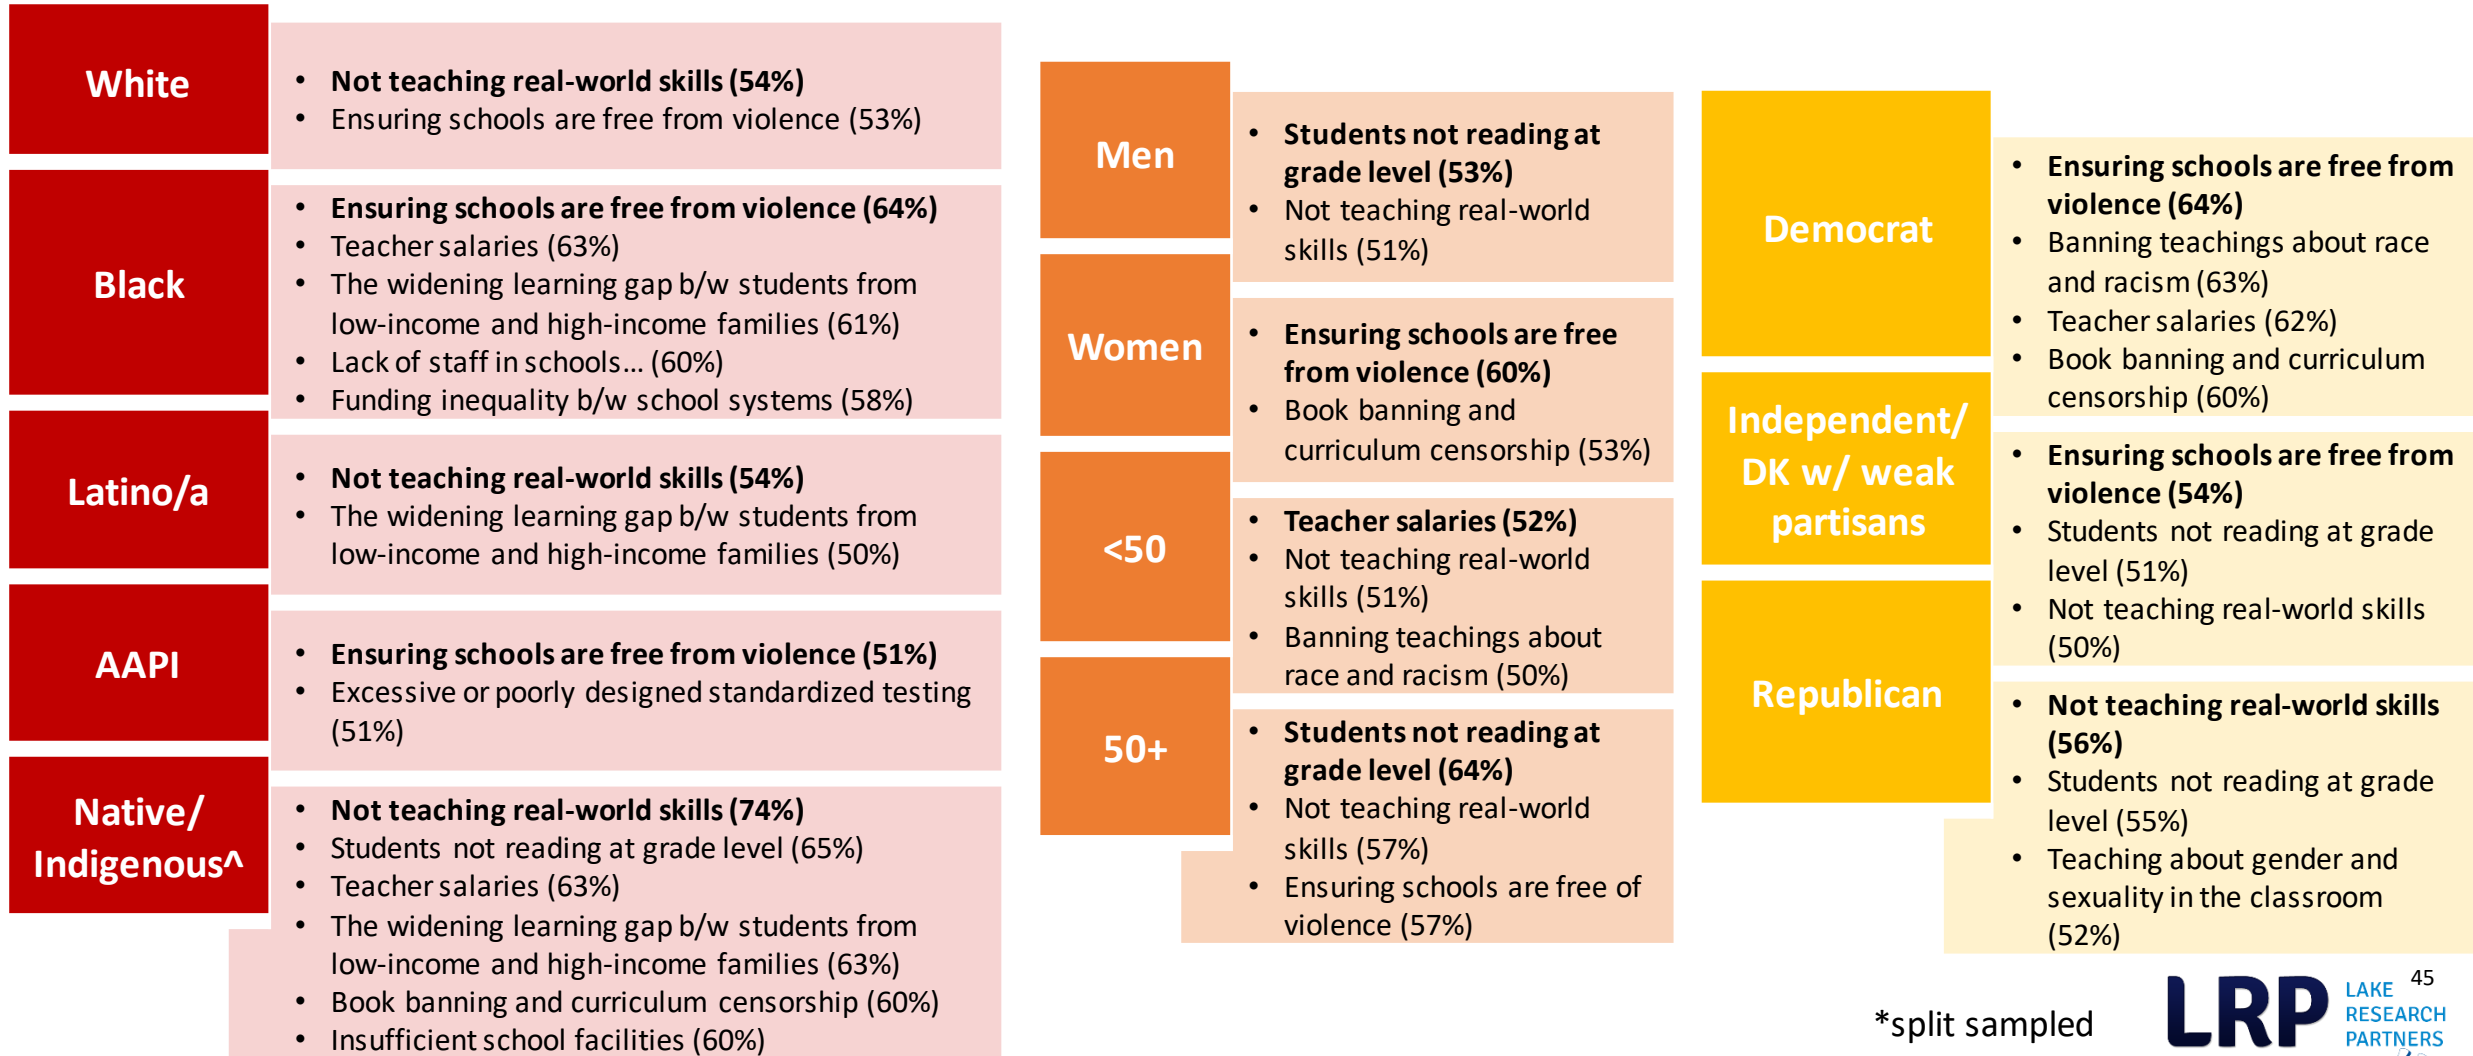 White
• Not teaching real-world skills (54%)
• Ensuring schools are free from violence (53%)
Black
• Ensuring schools are free from violence (64%)
• Teacher salaries (63%)
• The widening learning gap b/w students from
low-income and high-income families (61%)
• Lack of staff in schools... (60%)
• Funding inequality b/w school systems (58%)
Latino/a
• Not teaching real-world skills (54%)
• The widening learning gap b/w students from
low-income and high-income families (50%)
AAPI
• Ensuring schools are free from violence (51%)
• Excessive or poorly designed standardized testing
(51%)
Native/
Indigenous^
• Not teaching real-world skills (74%)
• Students not reading at grade level (65%)
• Teacher salaries (63%)
• The widening learning gap b/w students from
low-income and high-income families (63%)
• Book banning and curriculum censorship (60%)
• Insufficient school facilities (60%)
Men
• Students not reading at
grade level (53%)
• Not teaching real-world
skills (51%)
Women
• Ensuring schools are free
from violence (60%)
• Book banning and
curriculum censorship (53%)
<50
• Teacher salaries (52%)
• Not teaching real-world
skills (51%)
• Banning teachings about
race and racism (50%)
50+
• Students not reading at
grade level (64%)
• Not teaching real-world
skills (57%)
• Ensuring schools are free of
violence (57%)
Democrat
• Ensuring schools are free from
violence (64%)
• Banning teachings about race
and racism (63%)
• Teacher salaries (62%)
• Book banning and curriculum
censorship (60%)
Independent/
DK w/ weak
partisans
• Ensuring schools are free from
violence (54%)
• Students not reading at grade
level (51%)
• Not teaching real-world skills
(50%)
Republican
• Not teaching real-world skills
(56%)
• Students not reading at grade
level (55%)
• Teaching about gender and
sexuality in the classroom
(52%)
*split sampled
LRP
LAKE
RESEARCH
PARTNERS
45